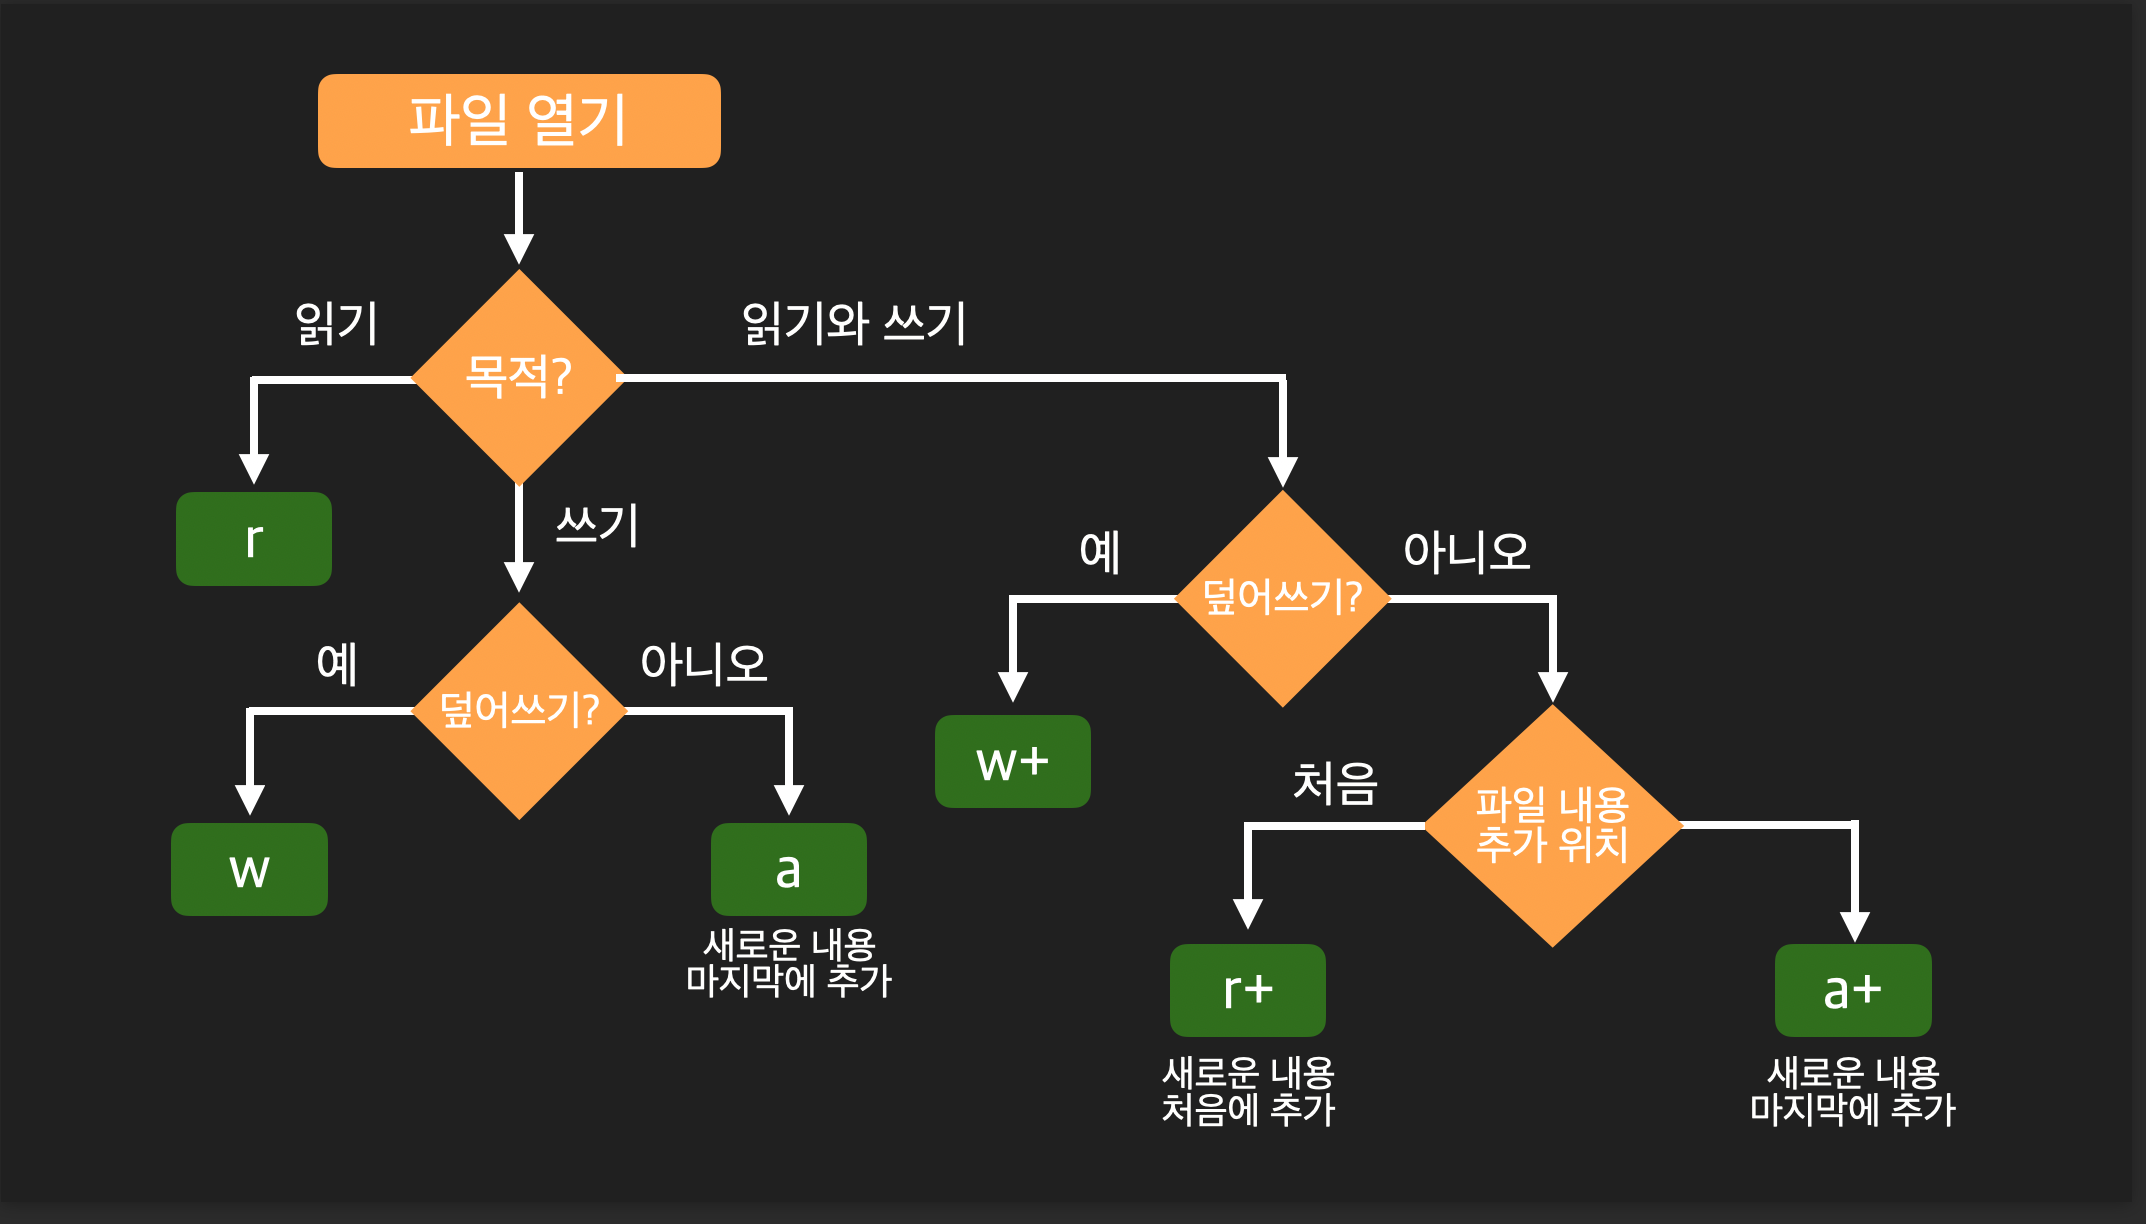 파일 열기
읽기
읽기와 쓰기
목적?
r
쓰기
예
아니오
덮어쓰기?
예
아니오
덮어쓰기?
w
a
새로운 내용
마지막에 추가
w+
처음
파일 내용
추가 위치
r+
새로운 내용
처음에 추가
a+
새로운 내용
마지막에 추가